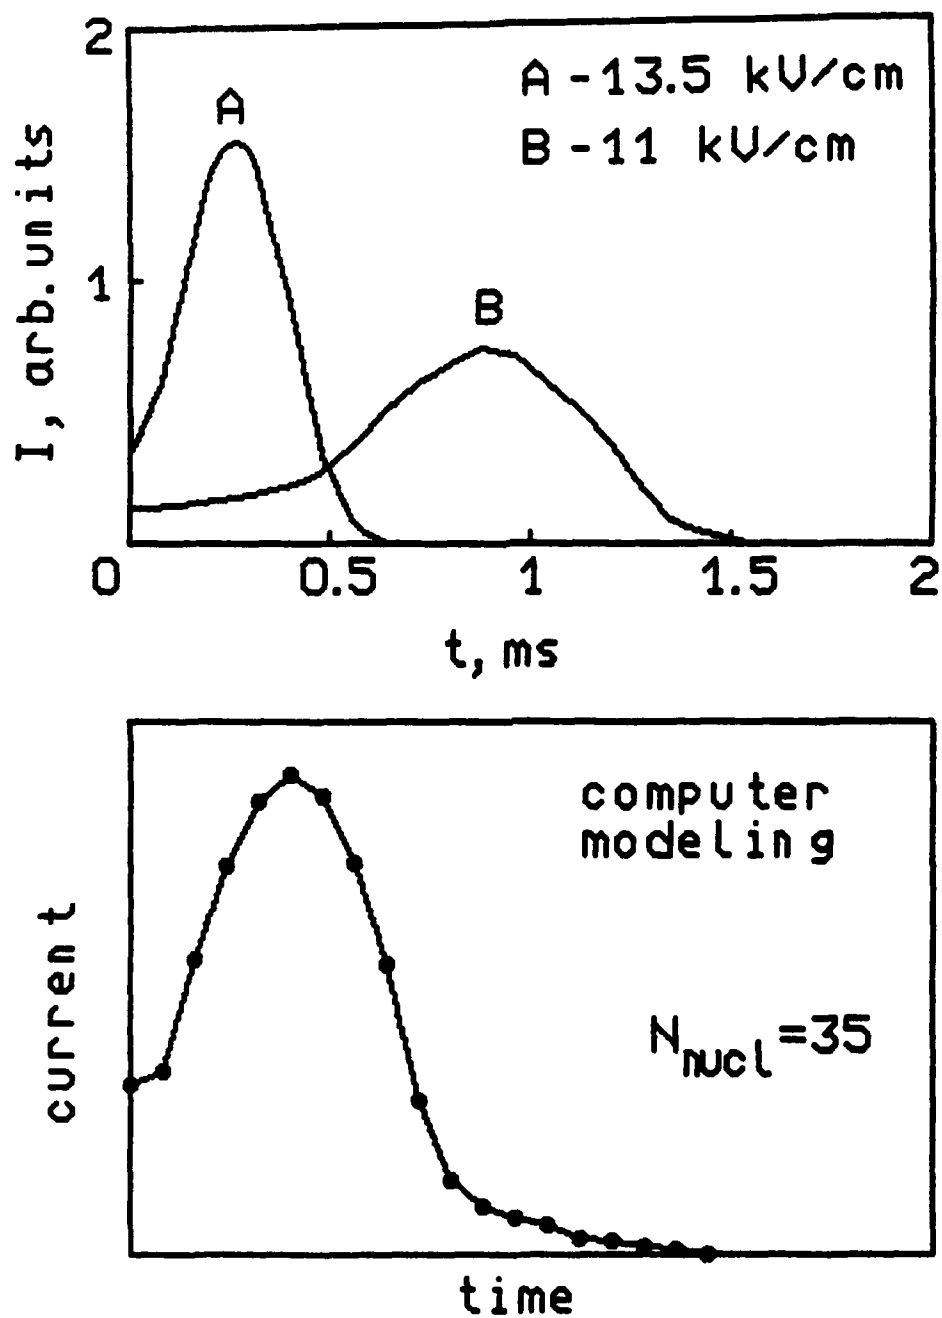 2
A
A - 13.5 kV/cm
B - 11 kV/cm
I, arb. units
1
B
0 0.5 1 1.5 2
t, ms
computer
modeling
current
N_nucl=35
time